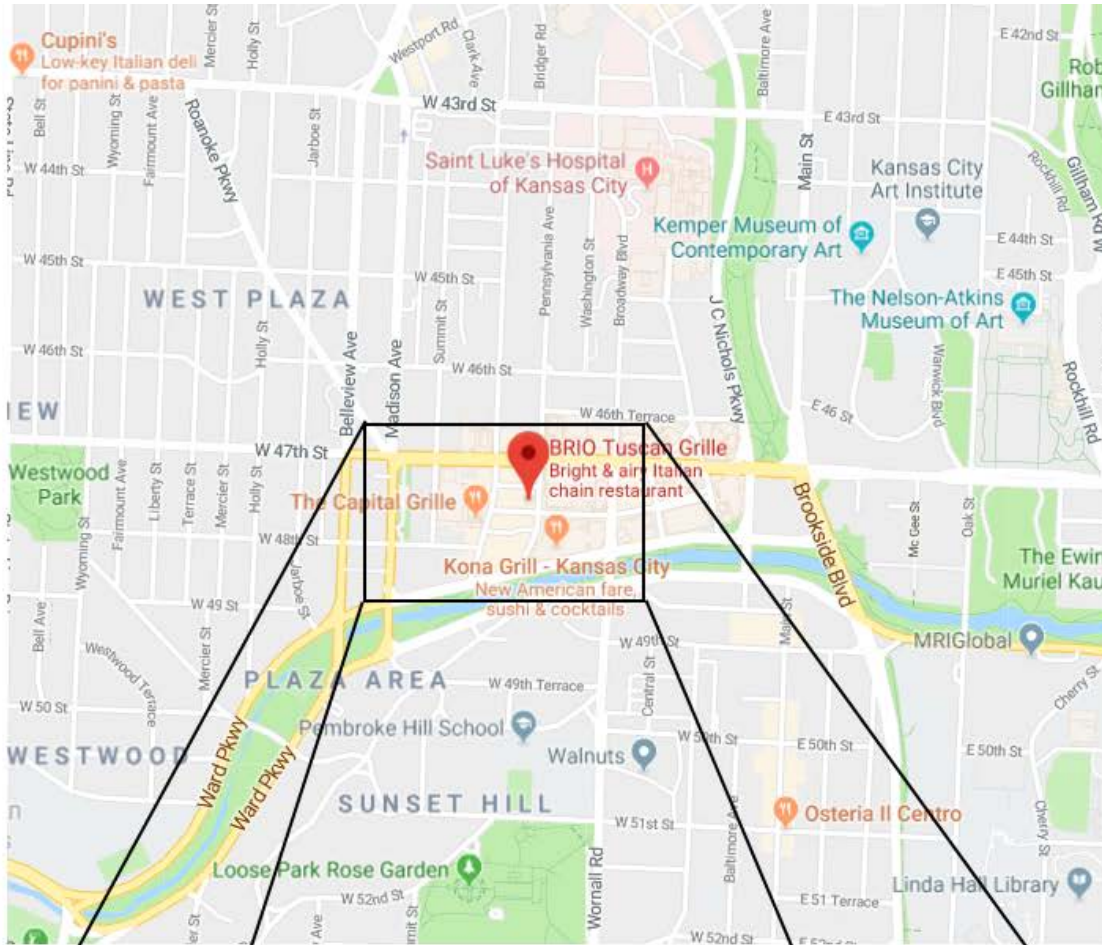 Cupini's
Low-key Italian deli
for panini & pasta
Mercier St
Holly St
Westport Rd
Clark Ave
Bridger Rd
Baltimore Ave
E 42nd St
Rob
Gillham
Bell St
Wyoming St
Fairmount Ave
Roanoke Pkwy
Jarboe St
W 43rd St
E 43rd St
Main St
W 44th St
Saint Luke's Hospital
of Kansas City
Kansas City
Art Institute
Rockhill Rd
Gillham Rd W
Kemper Museum of
Contemporary Art
E 44th St
W 45th St
W 45th St
E 45th St
WEST PLAZA
Summit St
Pennsylvania Ave
Washington St
Broadway Blvd
J C Nichols Pkwy
The Nelson-Atkins
Museum of Art
W 46th St
Holly St
Belleview Ave
Madison Ave
W 46th St
Warwick Blvd
Rockhill Rd
IEW
W 46th Terrace
E 46 St
W 47th St
BRIO Tuscan Grille
Bright & airy Italian
chain restaurant
Westwood
Park
Fairmount Ave
Liberty St
Terrace St
Mercier St
Holly St
The Capital Grille
Brookside Blvd
Mc Gee St
Oak St
Wyoming St
W 48th St
Kona Grill - Kansas City
New American fare,
sushi & cocktails
The Ewin
Muriel Kau
Jarboe St
W 49 St
Bell Ave
Mercier St
Westwood Terrace
W 49th St
Main St
MRIGlobal
PLAZA AREA
W 49th Terrace
Central St
Cherry St
W 50 St
Pembroke Hill School
W 50th St
E 50th St
E 50th St
WESTWOOD
Ward Pkwy
Ward Pkwy
Walnuts
SUNSET HILL
Osteria II Centro
W 51st St
Baltimore Ave
Cherry St
Loose Park Rose Garden
Wornall Rd
Linda Hall Library
W 52nd St
E 51 Terrace
W 52nd St